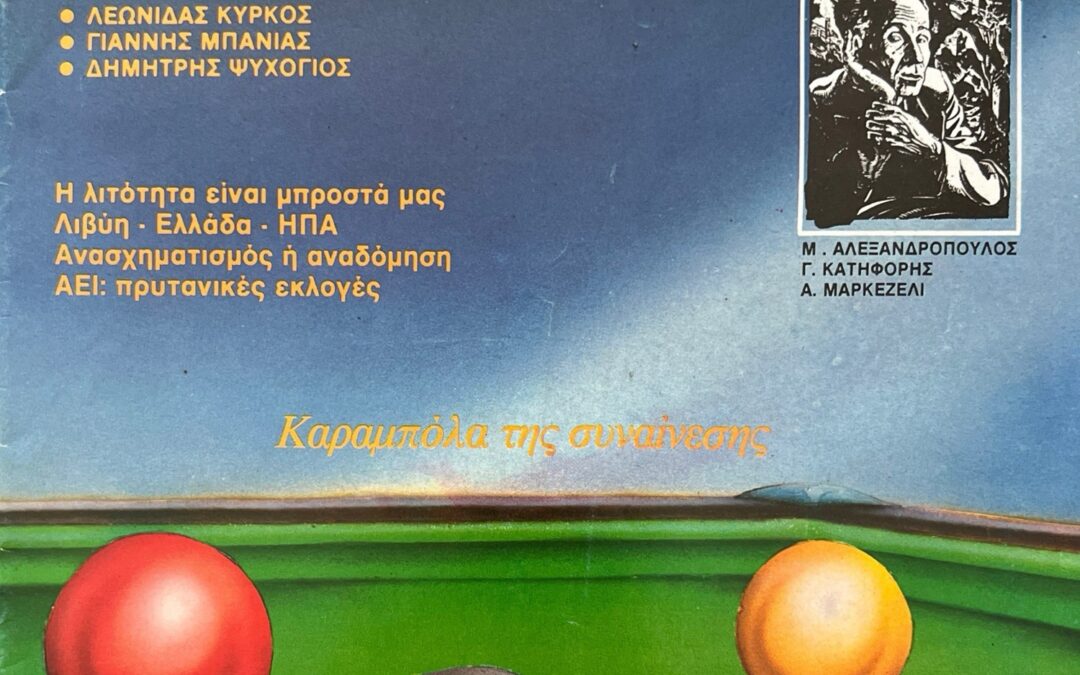 ● ΛΕΩΝΙΔΑΣ ΚΥΡΚΟΣ
● ΓΙΑΝΝΗΣ ΜΠΑΝΙΑΣ
● ΔΗΜΗΤΡΗΣ ΨΥΧΟΓΙΟΣ
Η λιτότητα είναι μπροστά μας
Λιβύη - Ελλάδα - ΗΠΑ
Ανασχηματισμός ή αναδόμηση
ΑΕΙ: πρυτανικές εκλογές
Μ . ΑΛΕΞΑΝΔΡΟΠΟΥΛΟΣ
Γ. ΚΑΤΗΦΟΡΗΣ
Α. ΜΑΡΚΕΖΕΛΙ
Καραμπόλα της συναίνεσης